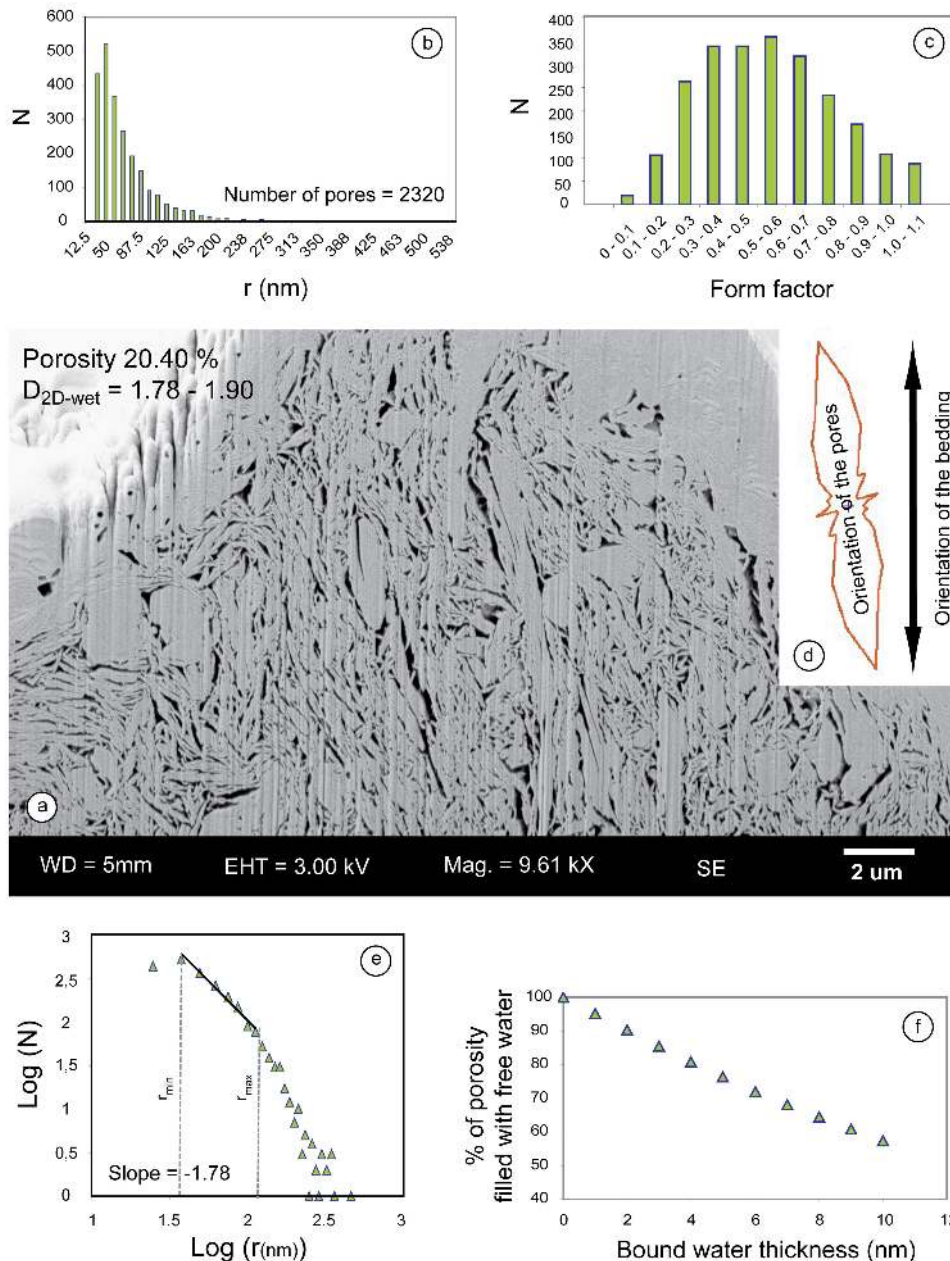 600
500
400
300
200
100
0
N
b
Number of pores = 2320
12.5
50
87.5
125
163
200
238
275
313
350
388
425
463
500
538
r (nm)
400
350
300
250
200
150
100
50
0
N
c
0 - 0.1
0.1 - 0.2
0.2 - 0.3
0.3 - 0.4
0.4 - 0.5
0.5 - 0.6
0.6 - 0.7
0.7 - 0.8
0.8 - 0.9
0.9 - 1.0
1.0 - 1.1
Form factor
Porosity 20.40 %
D2D-wet = 1.78 - 1.90
Orientation of the pores
Orientation of the bedding
d
a
WD = 5mm
EHT = 3.00 kV
Mag. = 9.61 kX
SE
2 um
3
2.5
2
1.5
1
0.5
0
Log (N)
e
rmin
rmax
Slope = -1.78
1
1.5
2
2.5
3
Log (r(nm))
100
90
80
70
60
50
40
% of porosity
filled with free water
f
0
2
4
6
8
10
12
Bound water thickness (nm)